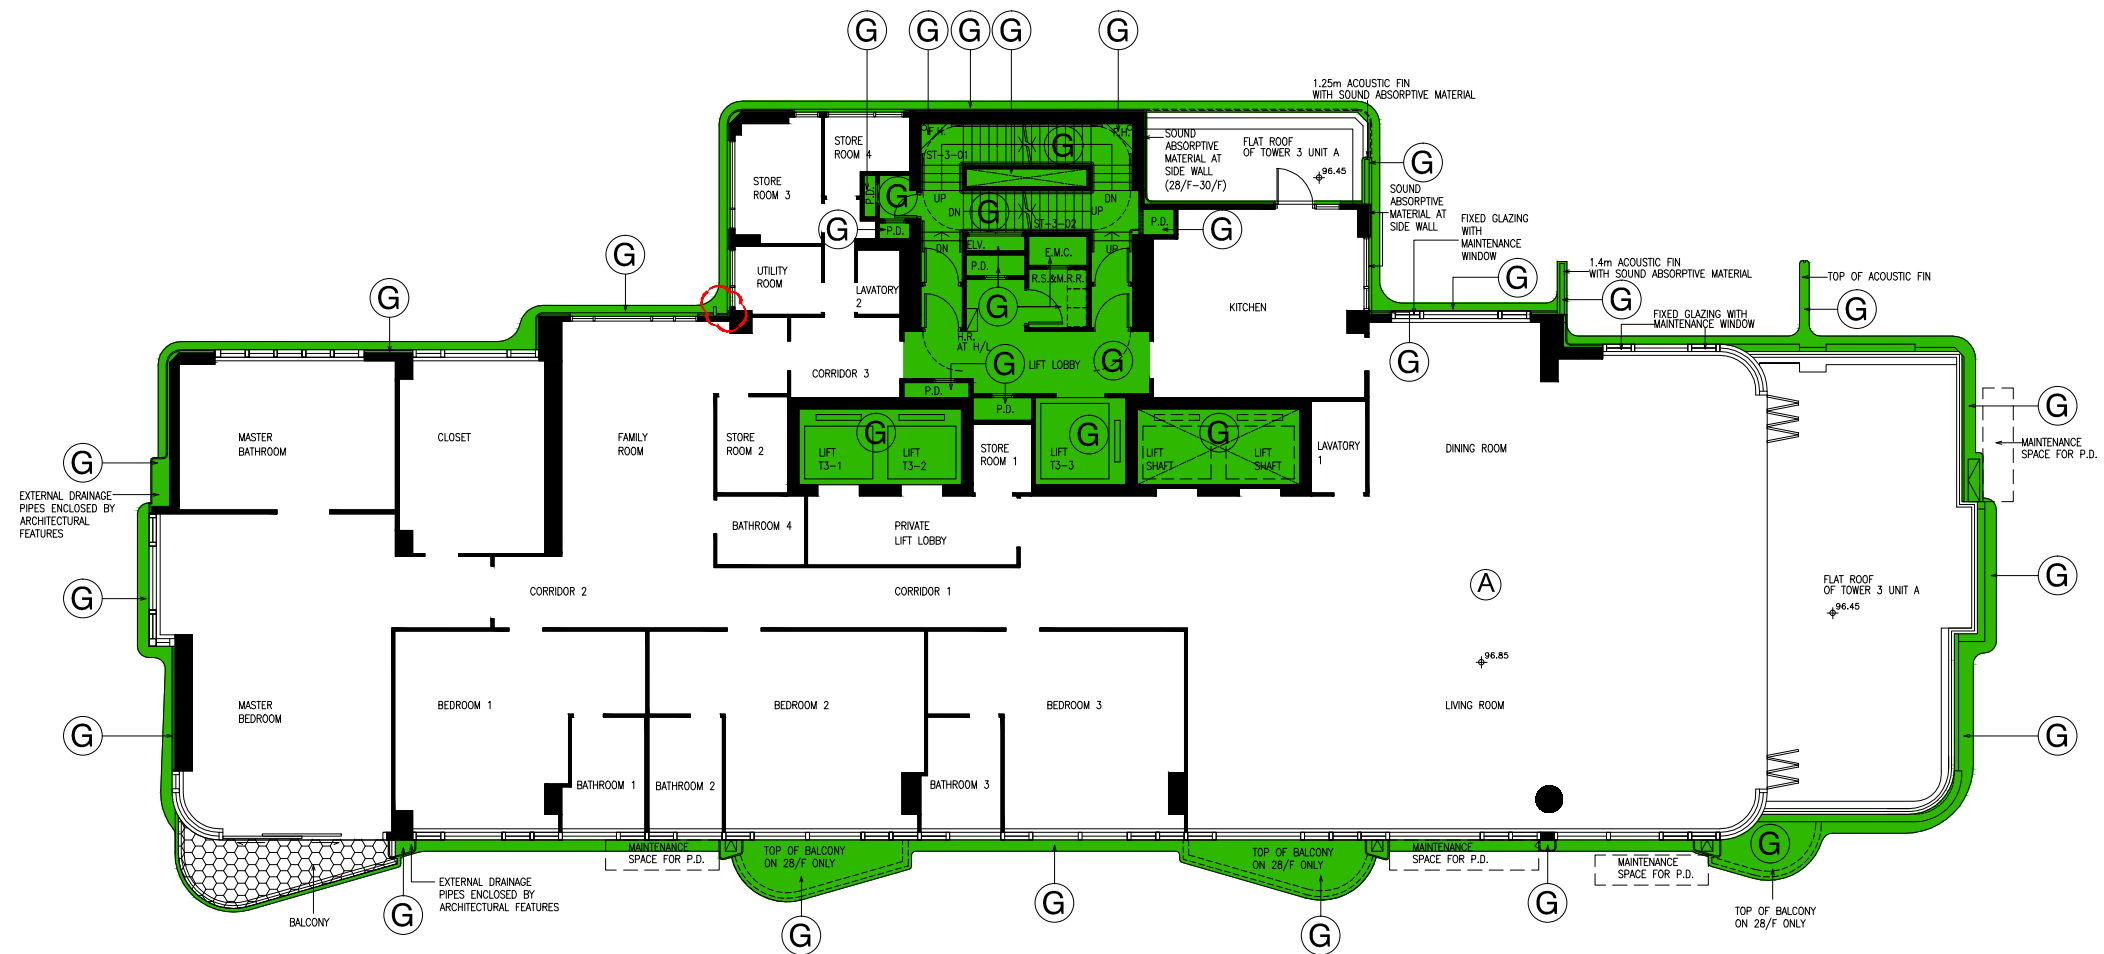 G
G
G
G
G
1.25m ACOUSTIC FIN
WITH SOUND ABSORPTIVE MATERIAL
F.H.
F.H.
STORE
ROOM 4
ST-3-01
G
SOUND
ABSORPTIVE
MATERIAL AT
SIDE WALL
(28/F-30/F)
FLAT ROOF
OF TOWER 3 UNIT A
96.45
G
STORE
ROOM 3
P.D.
G
UP
DN
G
ST-3-02
DN
UP
SOUND
ABSORPTIVE
MATERIAL AT
SIDE WALL
FIXED GLAZING
WITH
MAINTENANCE
WINDOW
G
P.D.
P.D.
G
G
DN
ELV.
E.M.C.
UP
P.D.
UTILITY
ROOM
LAVATORY
2
R.S.&M.R.R.
G
G
1.4m ACOUSTIC FIN
WITH SOUND ABSORPTIVE MATERIAL
G
TOP OF ACOUSTIC FIN
G
G
KITCHEN
FIXED GLAZING WITH
MAINTENANCE WINDOW
H.R.
AT H/L
G
LIFT LOBBY
G
G
CORRIDOR 3
P.D.
P.D.
G
MASTER
BATHROOM
CLOSET
FAMILY
ROOM
STORE
ROOM 2
G
LIFT
T3-1
LIFT
T3-2
STORE
ROOM 1
G
LIFT
T3-3
G
LIFT
SHAFT
LIFT
SHAFT
LAVATORY
1
DINING ROOM
MAINTENANCE
SPACE FOR P.D.
G
EXTERNAL DRAINAGE
PIPES ENCLOSED BY
ARCHITECTURAL
FEATURES
BATHROOM 4
PRIVATE
LIFT LOBBY
G
CORRIDOR 2
CORRIDOR 1
A
FLAT ROOF
OF TOWER 3 UNIT A
96.45
G
96.85
MASTER
BEDROOM
BEDROOM 1
BEDROOM 2
BEDROOM 3
LIVING ROOM
G
G
BATHROOM 1
BATHROOM 2
BATHROOM 3
MAINTENANCE
SPACE FOR P.D.
TOP OF BALCONY
ON 28/F ONLY
TOP OF BALCONY
ON 28/F ONLY
MAINTENANCE
SPACE FOR P.D.
MAINTENANCE
SPACE FOR P.D.
G
EXTERNAL DRAINAGE
PIPES ENCLOSED BY
ARCHITECTURAL FEATURES
BALCONY
G
G
G
G
G
TOP OF BALCONY
ON 28/F ONLY